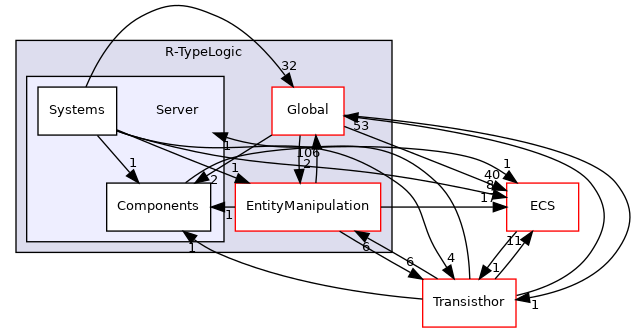 R-TypeLogic
32
Systems
Server
Global
53
1
106
1
2
1
40
2
1
8
Components
1
EntityManipulation
17
ECS
11
1
6
6
4
1
Transisthor
1